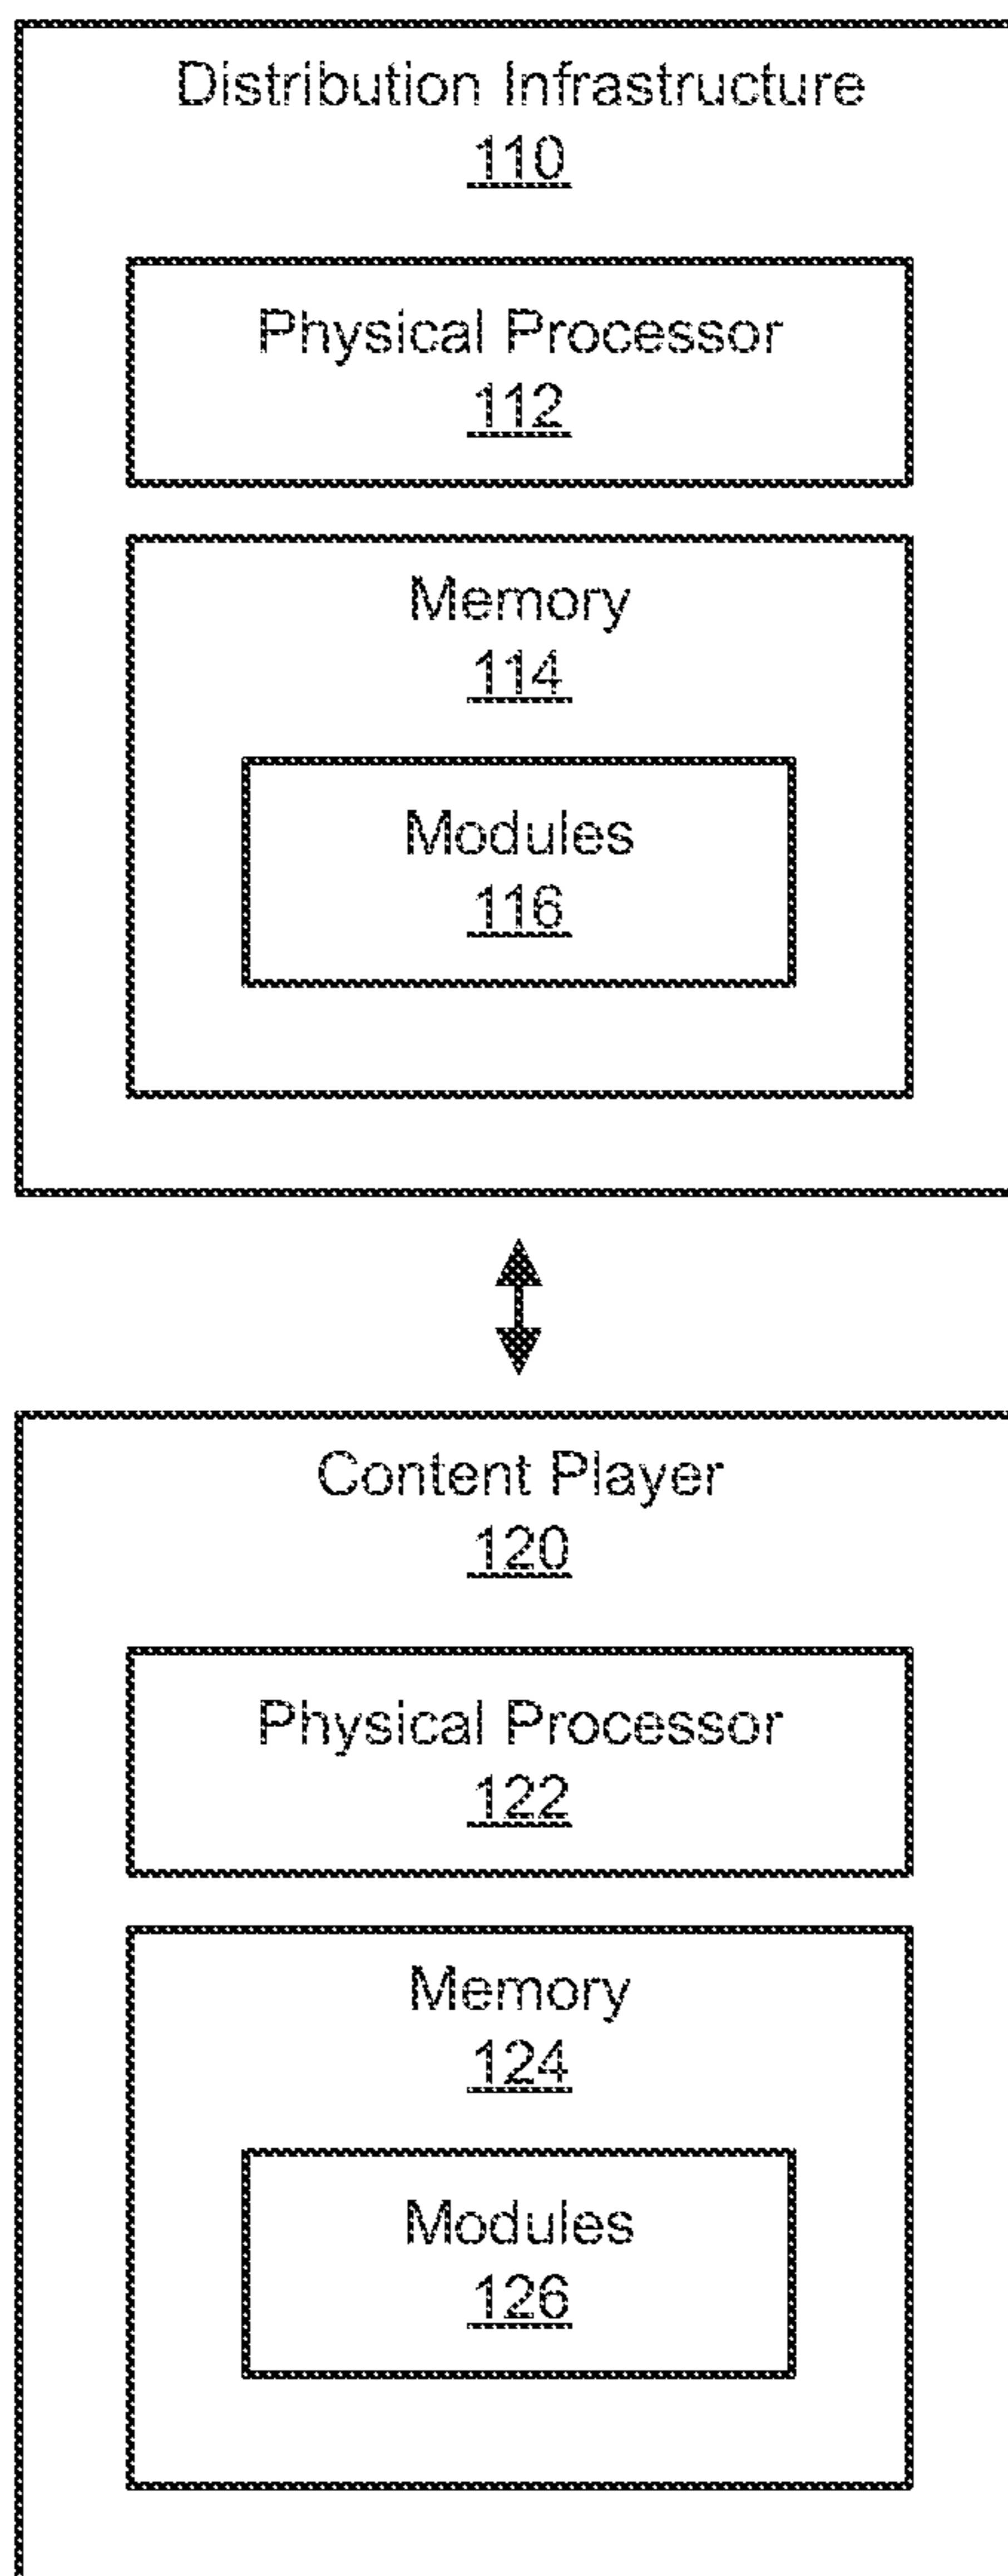 Distribution Infrastructure
110
Physical Processor
112
Memory
114
Modules
116
Content Player
120
Physical Processor
122
Memory
124
Modules
126